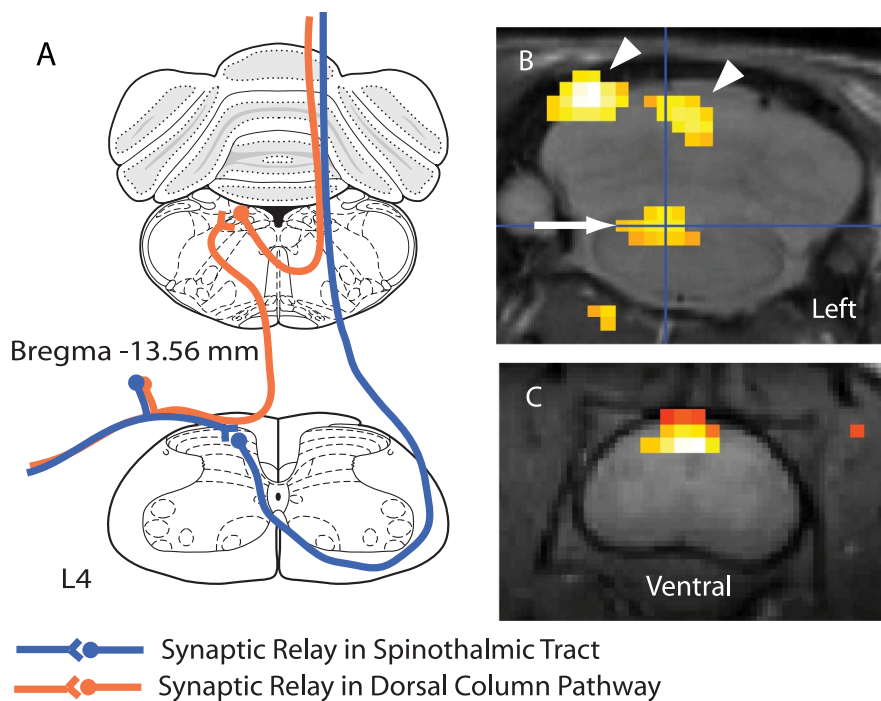 A
B
Left
Bregma -13.56 mm
C
L4
Ventral
Synaptic Relay in Spinothalmic Tract
Synaptic Relay in Dorsal Column Pathway